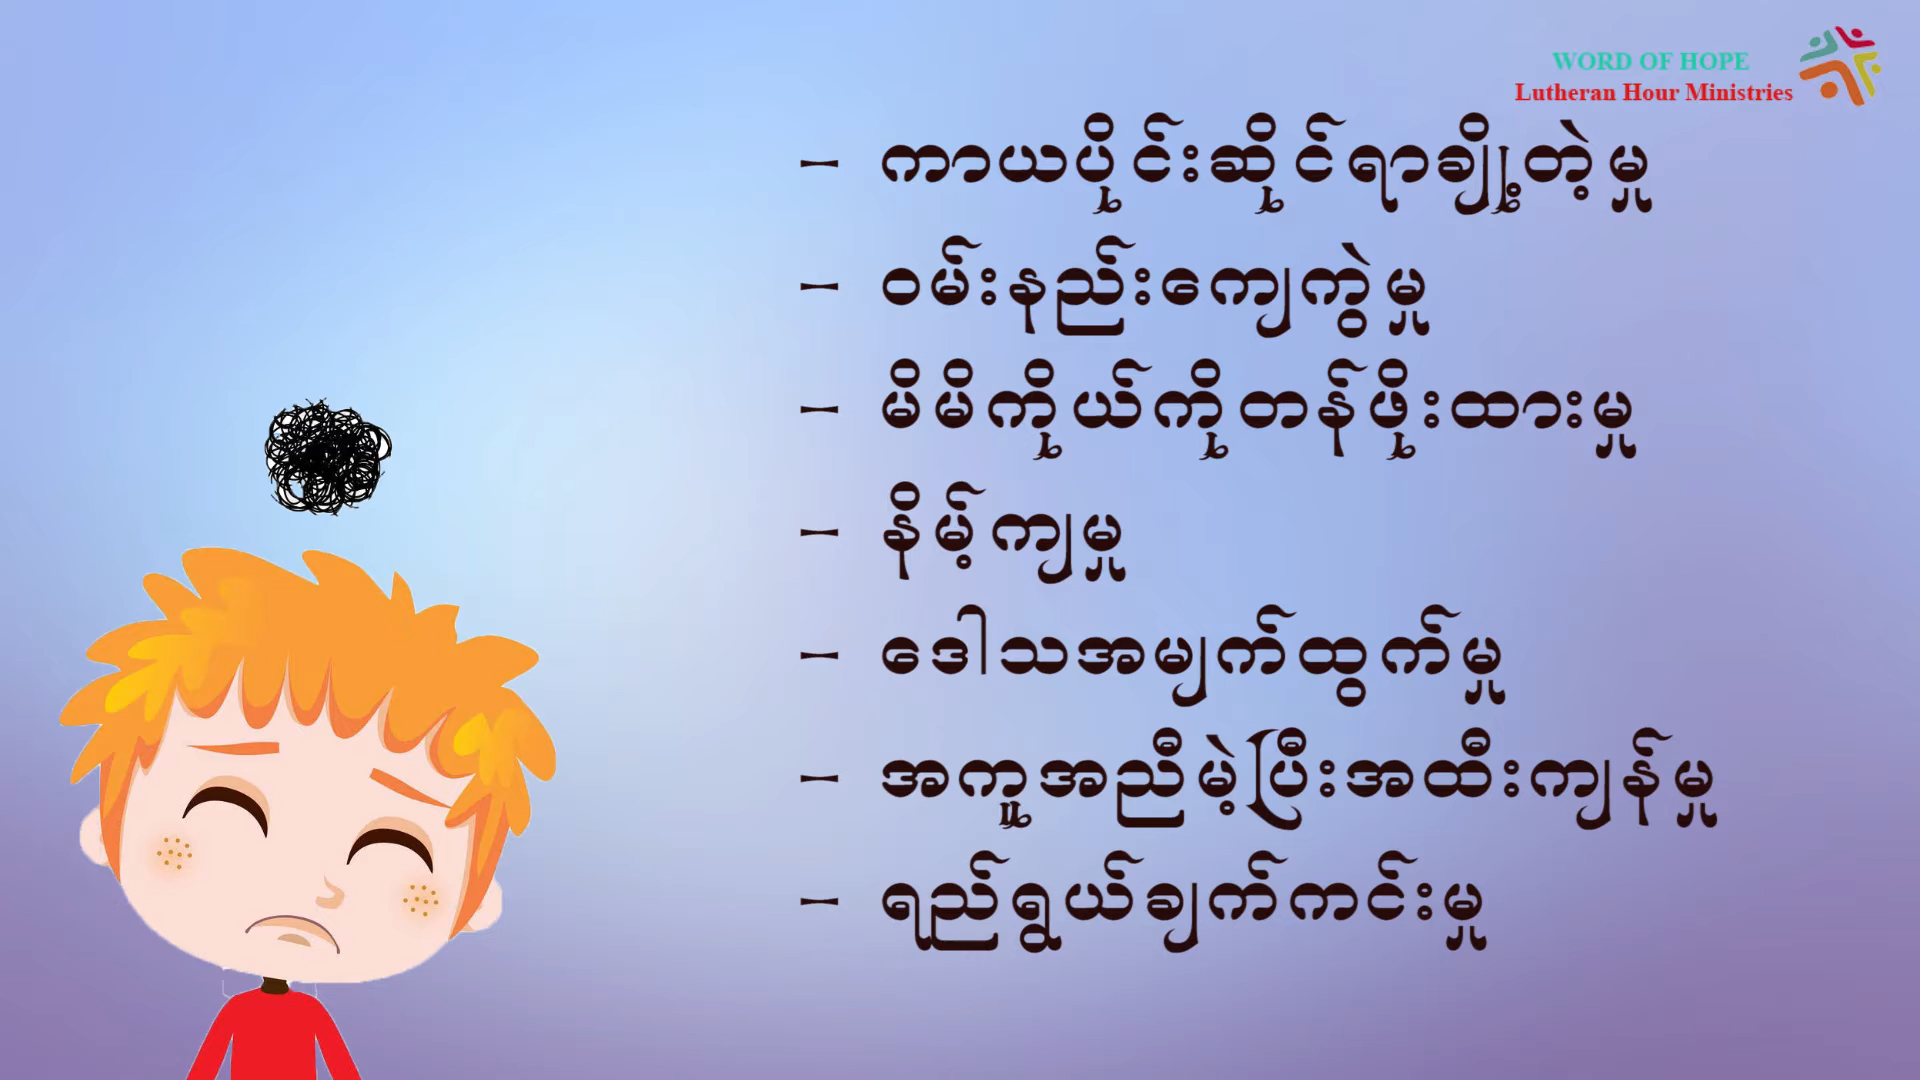 WORD OF HOPE
Lutheran Hour Ministries
- ကာယပိုင်းဆိုင်ရာချို့တဲ့မှု
- ဝမ်းနည်းကျေကွဲမှု
- မိမိကိုယ်ကိုတန်ဖိုးထားမှု
- နိမ့်ကျမှု
- ဒေါသအမျက်ထွက်မှု
- အကူအညီမဲ့ပြီးအထီးကျန်မှု
- ရည်ရွယ်ချက်ကင်းမှု